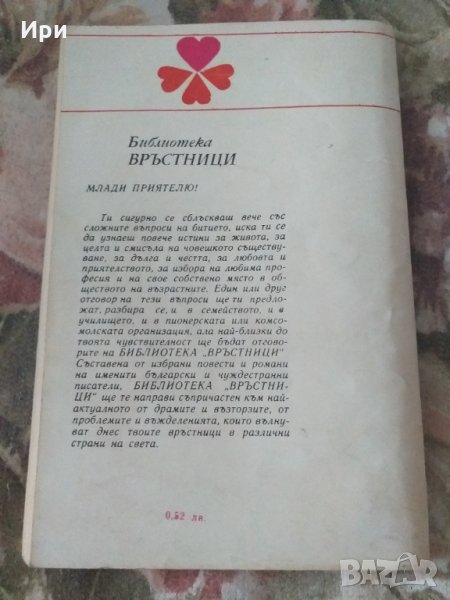 Ири
Библиотека
ВРЪСТНИЦИ
МЛАДИ ПРИЯТЕЛЮ!
Ти сигурно се сблъскваш вече със
сложните въпроси на битието, иска ти се
да узнаеш повече истини за живота, за
целта и смисъла на човешкото съществу-
ване, за дълга и честта, за любовта и
приятелството, за избора на любима про-
фесия и на свое собствено място в об-
ществото на възрастните. Един или друг
отговор на тези въпроси ще ти предло-
жат, разбира се, и в семейството, и в
училището, и в пионерската или комсо-
молската организация, ала най-близки до
твоята чувствителност ще бъдат отгово-
рите на БИБЛИОТЕКА „ВРЪСТНИЦИ“
Съставена от избрани повести и романи
на именити български и чуждестранни
писатели, БИБЛИОТЕКА „ВРЪСТНИ-
ЦИ“ ще те направи съпричастен към най-
актуалното от драмите и възторзите, от
проблемите и въжделенията, които вълну-
ват днес твоите връстници в различни
страни на света.
0,52 лв.
BAZAR